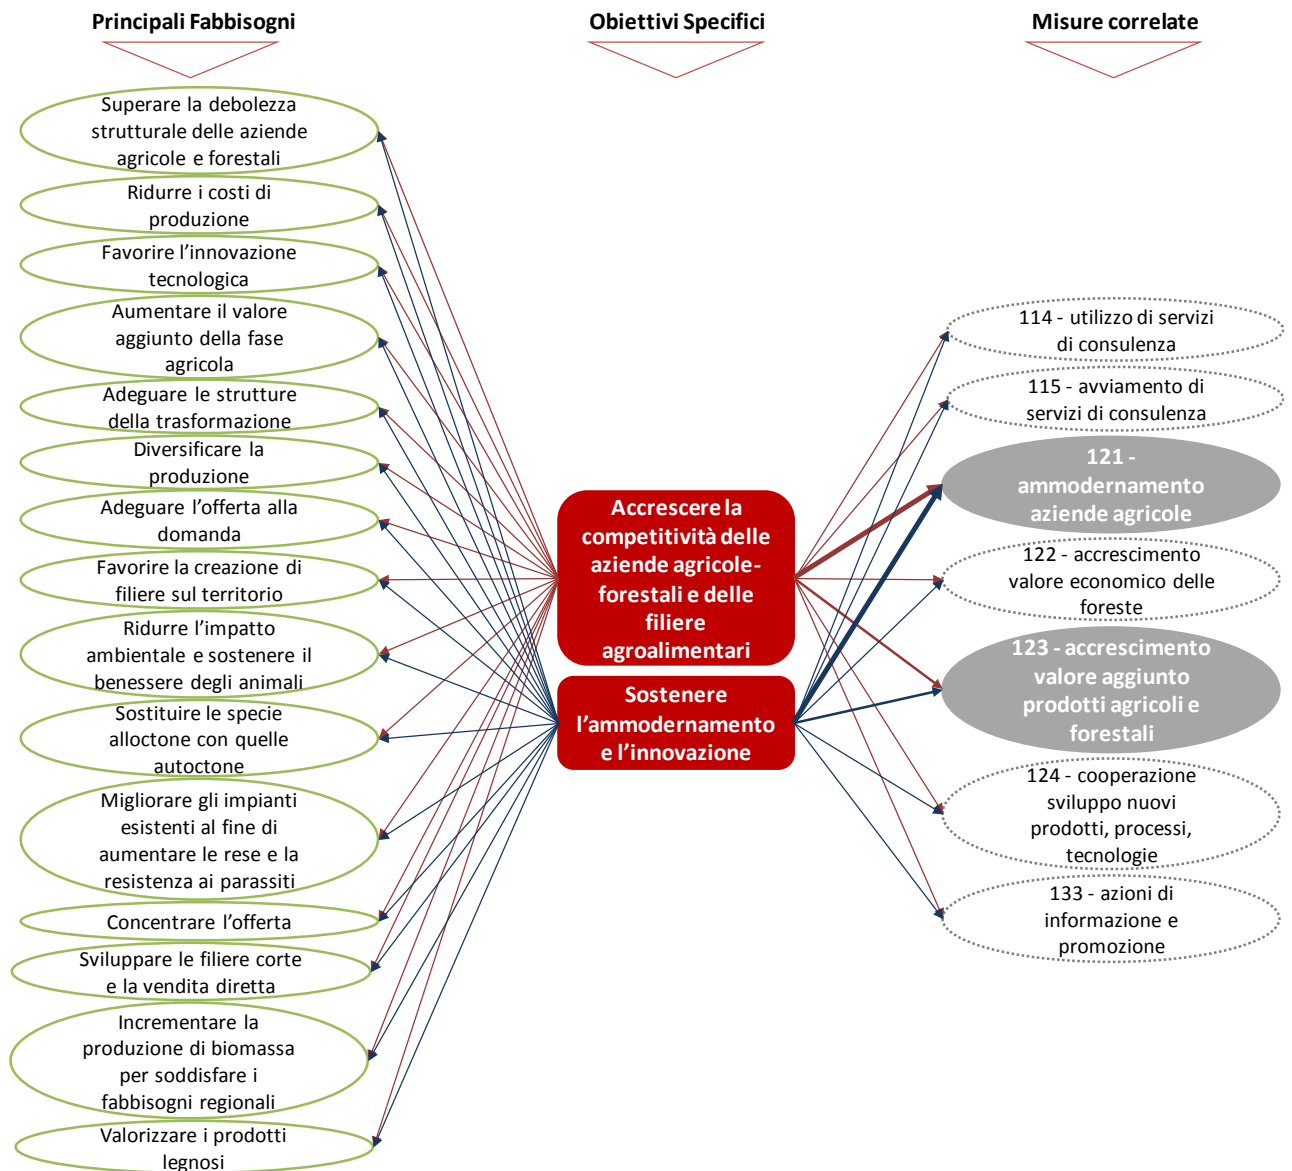 Principali Fabbisogni
Superare la debolezza
strutturale delle aziende
agricole e forestali
Ridurre i costi di
produzione
Favorire l'innovazione
tecnologica
Aumentare il valore
aggiunto della fase
agricola
Adeguare le strutture
della trasformazione
Diversificare la
produzione
Adeguare l'offerta alla
domanda
Favorire la creazione di
filiere sul territorio
Ridurre l'impatto
ambientale e sostenere il
benessere degli animali
Sostituire le specie
alloctone con quelle
autoctone
Migliorare gli impianti
esistenti al fine di
aumentare le rese e la
resistenza ai parassiti
Concentrare l'offerta
Sviluppare le filiere corte
e la vendita diretta
Incrementare la
produzione di biomassa
per soddisfare i
fabbisogni regionali
Valorizzare i prodotti
legnosi
Obiettivi Specifici
Accrescere la
competitività delle
aziende agricole-
forestali e delle
filiere
agroalimentari
Sostenere
l'ammodernamento
e l'innovazione
Misure correlate
114 - utilizzo di servizi
di consulenza
115 - avviamento di
servizi di consulenza
121 -
ammodernamento
aziende agricole
122 - accrescimento
valore economico delle
foreste
123 - accrescimento
valore aggiunto
prodotti agricoli e
forestali
124 - cooperazione
sviluppo nuovi
prodotti, processi,
tecnologie
133 - azioni di
informazione e
promozione